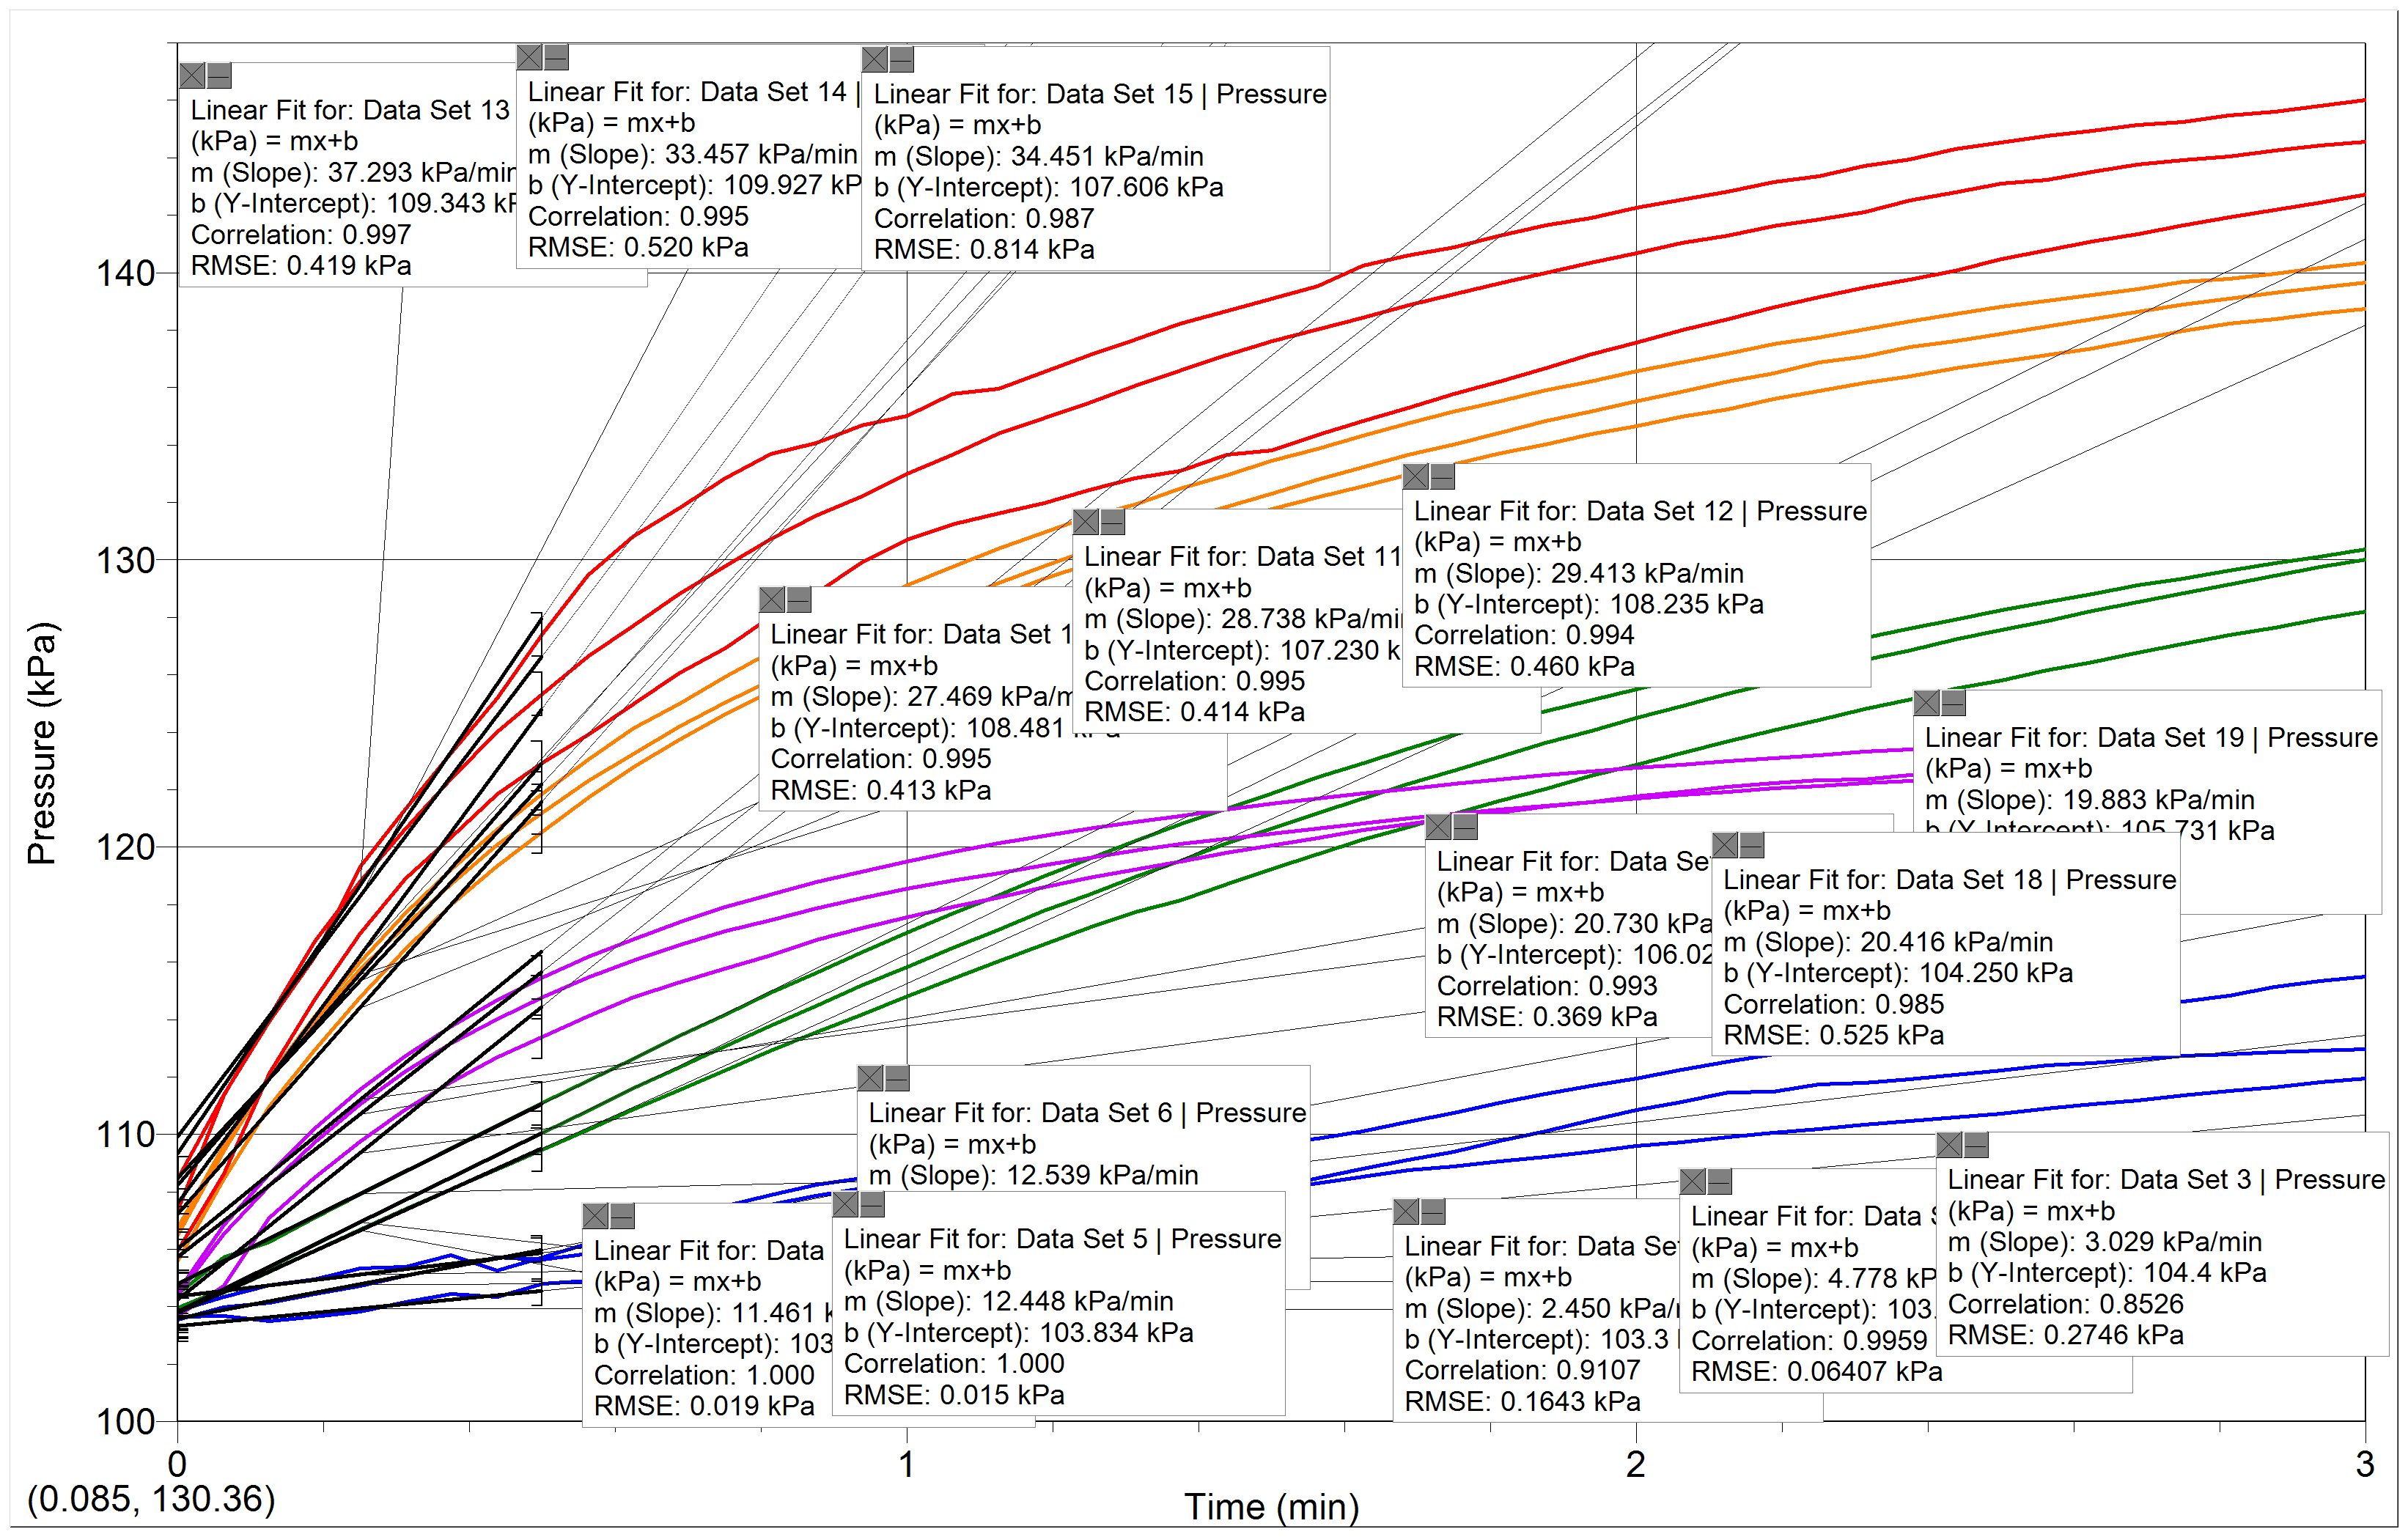 Linear Fit for: Data Set 13
(kPa) = mx+b
m (Slope): 37.293 kPa/min
b (Y-Intercept): 109.343
Correlation: 0.997
RMSE: 0.419 kPa
Linear Fit for: Data Set 14 |
(kPa) = mx+b
m (Slope): 33.457 kPa/min
b (Y-Intercept): 109.927
Correlation: 0.995
RMSE: 0.520 kPa
Linear Fit for: Data Set 15 | Pressure
(kPa) = mx+b
m (Slope): 34.451 kPa/min
b (Y-Intercept): 107.606 kPa
Correlation: 0.987
RMSE: 0.814 kPa
Linear Fit for: Data Set 1
(kPa) = mx+b
m (Slope): 27.469
b (Y-Intercept): 108.481
Correlation: 0.995
RMSE: 0.413 kPa
Linear Fit for: Data Set 11
(kPa) = mx+b
m (Slope): 28.738 kPa/min
b (Y-Intercept): 107.230
Correlation: 0.995
RMSE: 0.414 kPa
Linear Fit for: Data Set 12 | Pressure
(kPa) = mx+b
m (Slope): 29.413 kPa/min
b (Y-Intercept): 108.235 kPa
Correlation: 0.994
RMSE: 0.460 kPa
Linear Fit for: Data Set 19 | Pressure
(kPa) = mx+b
m (Slope): 19.883 kPa/min
b (Y-Intercept): 105.731 kPa
Linear Fit for: Data
(kPa) = mx+b
m (Slope): 20.730 kPa
b (Y-Intercept): 106.02
Correlation: 0.993
RMSE: 0.369 kPa
Linear Fit for: Data Set 18 | Pressure
(kPa) = mx+b
m (Slope): 20.416 kPa/min
b (Y-Intercept): 104.250 kPa
Correlation: 0.985
RMSE: 0.525 kPa
Linear Fit for: Data Set 6 | Pressure
(kPa) = mx+b
m (Slope): 12.539 kPa/min
Linear Fit for: Data
(kPa) = mx+b
m (Slope): 11.461
b (Y-Intercept): 103
Correlation: 1.000
RMSE: 0.019 kPa
Linear Fit for: Data Set 5 | Pressure
(kPa) = mx+b
m (Slope): 12.448 kPa/min
b (Y-Intercept): 103.834 kPa
Correlation: 1.000
RMSE: 0.015 kPa
Linear Fit for: Data
(kPa) = mx+b
m (Slope): 2.450
b (Y-Intercept): 103.3
Correlation: 0.9107
RMSE: 0.1643 kPa
Linear Fit for: Data
(kPa) = mx+b
m (Slope): 4.778
b (Y-Intercept): 103.
Correlation: 0.9959
RMSE: 0.06407 kPa
Linear Fit for: Data Set 3 | Pressure
(kPa) = mx+b
m (Slope): 3.029 kPa/min
b (Y-Intercept): 104.4 kPa
Correlation: 0.8526
RMSE: 0.2746 kPa
Pressure (kPa)
140
130
120
110
100
0
1
2
3
Time (min)
(0.085, 130.36)